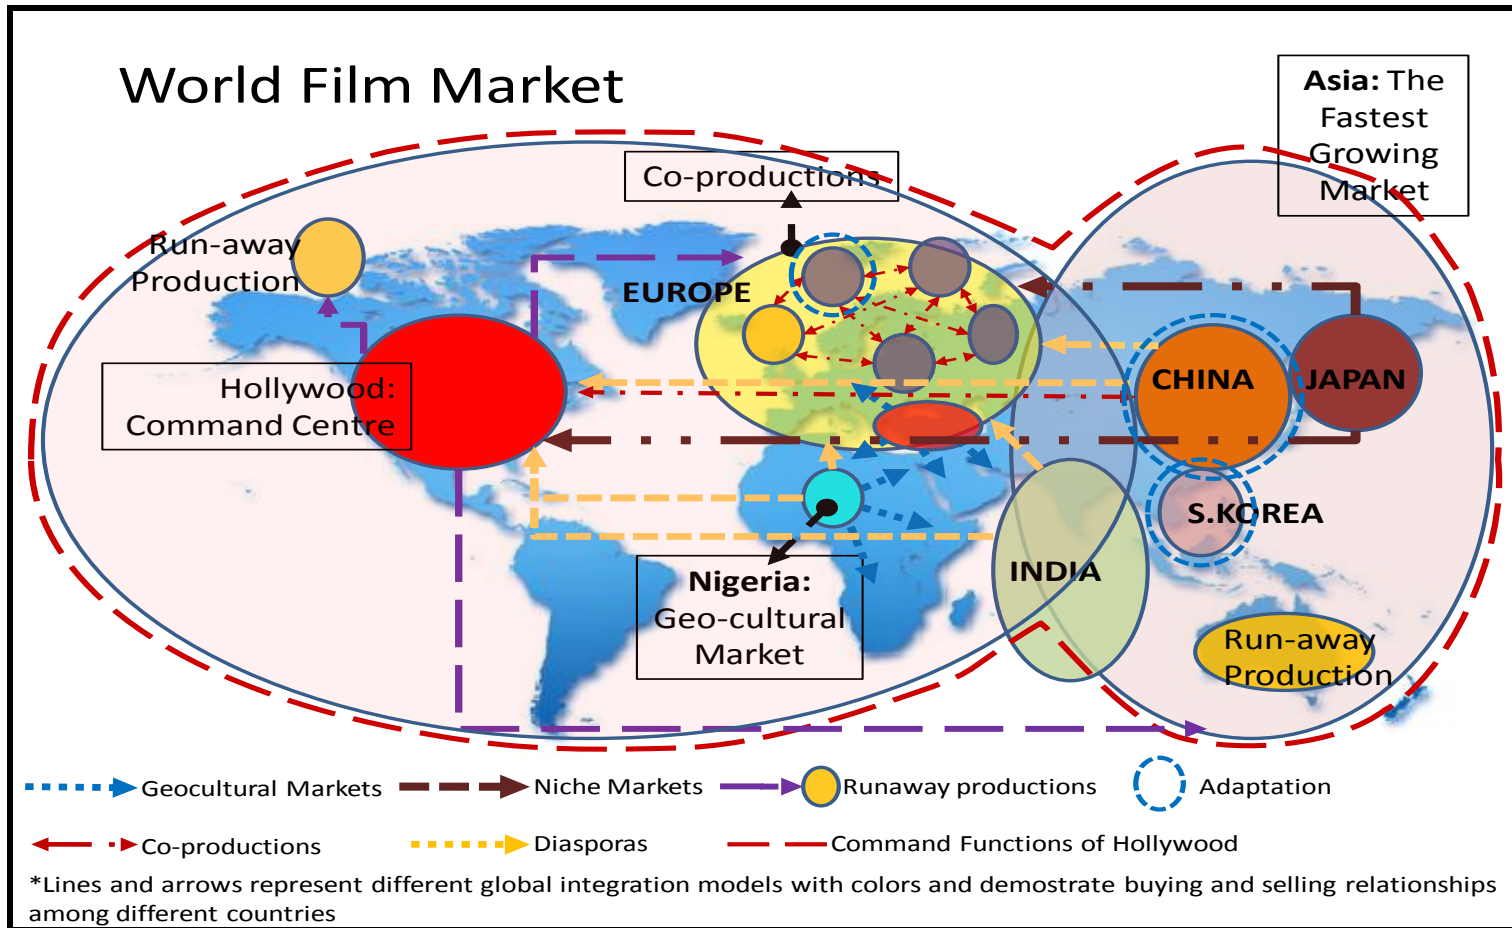 World Film Market
Asia: The
Fastest
Growing
Market
Co-productions
Run-away
Production
EUROPE
Hollywood:
Command Centre
CHINA
JAPAN
S.KOREA
INDIA
Nigeria:
Geo-cultural
Market
Run-away
Production
Geocultural Markets
Niche Markets
Runaway productions
Adaptation
Co-productions
Diasporas
Command Functions of Hollywood
*Lines and arrows represent different global integration models with colors and demostrate buying and selling relationships
among different countries